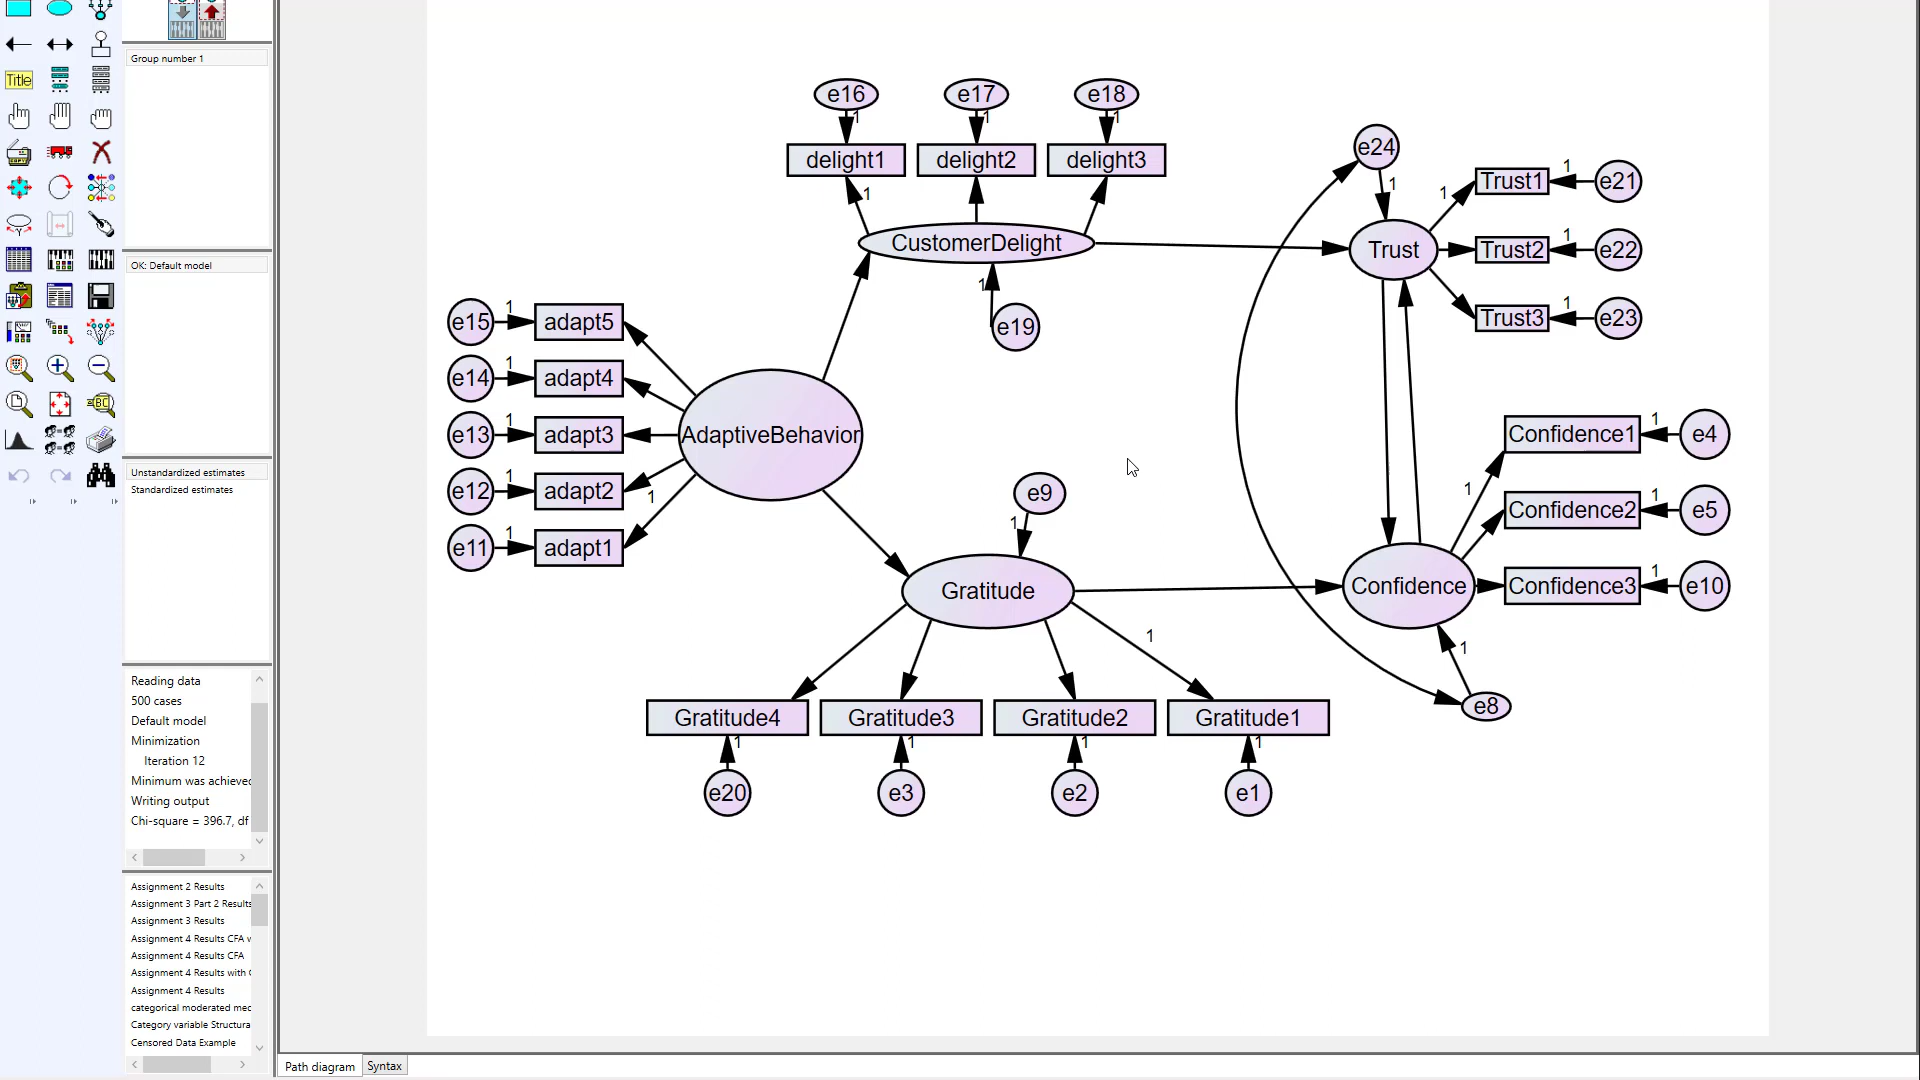 Title
Group number 1
OK: Default model
Unstandardized estimates
Standardized estimates
Reading data
500 cases
Default model
Minimization
Iteration 12
Minimum was achieved
Writing output
Chi-square = 396.7, df
Assignment 2 Results
Assignment 3 Part 2 Results
Assignment 3 Results
Assignment 4 Results CFA w
Assignment 4 Results CFA
Assignment 4 Results with (
Assignment 4 Results
categorical moderated med
Category variable Structura
Censored Data Example
e16 e17 e18
1 1 1
delight1 delight2 delight3
1
CustomerDelight
1
e19
e24
1
Trust
1
Trust1 1 e21
Trust2 1 e22
Trust3 1 e23
e15 1 adapt5
e14 1 adapt4
e13 1 adapt3
e12 1 adapt2
1
e11 1 adapt1
AdaptiveBehavior
e9
1
Gratitude
1
Confidence1 1 e4
1
Confidence2 1 e5
Confidence Confidence3 1 e10
1
e8
Gratitude4 Gratitude3 Gratitude2 Gratitude1
1 1 1 1
e20 e3 e2 e1
Path diagram Syntax